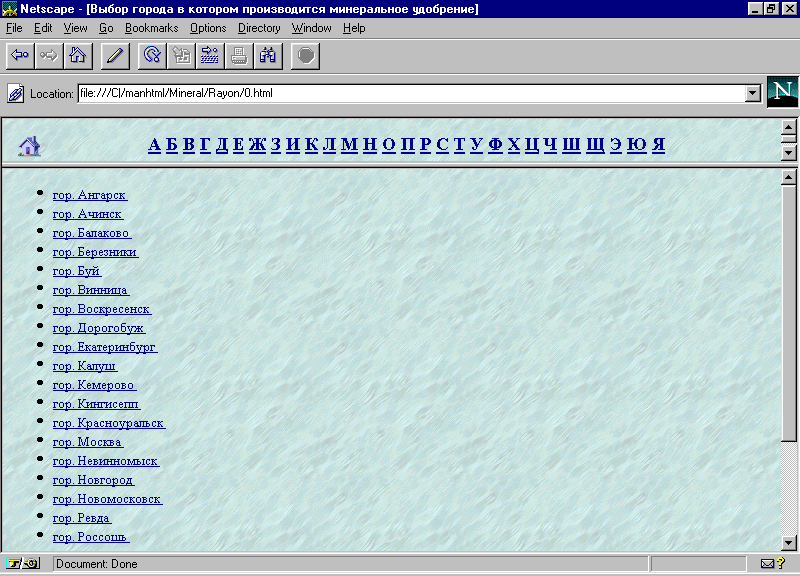 Netscape - [Выбор города в котором производится минеральное удобрение]
File Edit View Go Bookmarks Options Directory Window Help
Location: file:///C|/manhtml/Mineral/Rayon/0.html
N
А Б В Г Д Е Ж З И К Л М Н О П Р С Т У Ф Х Ц Ч Ш Щ Э Ю Я
гор. Ангарск
гор. Ачинск
гор. Балаково
гор. Березники
гор. Буй
гор. Винница
гор. Воскресенск
гор. Дорогобуж
гор. Екатеринбург
гор. Калуш
гор. Кемерово
гор. Кингисепп
гор. Красноуральск
гор. Москва
гор. Невинномыск
гор. Новгород
гор. Новомосковск
гор. Ревда
гор. Россошь
Document: Done
?